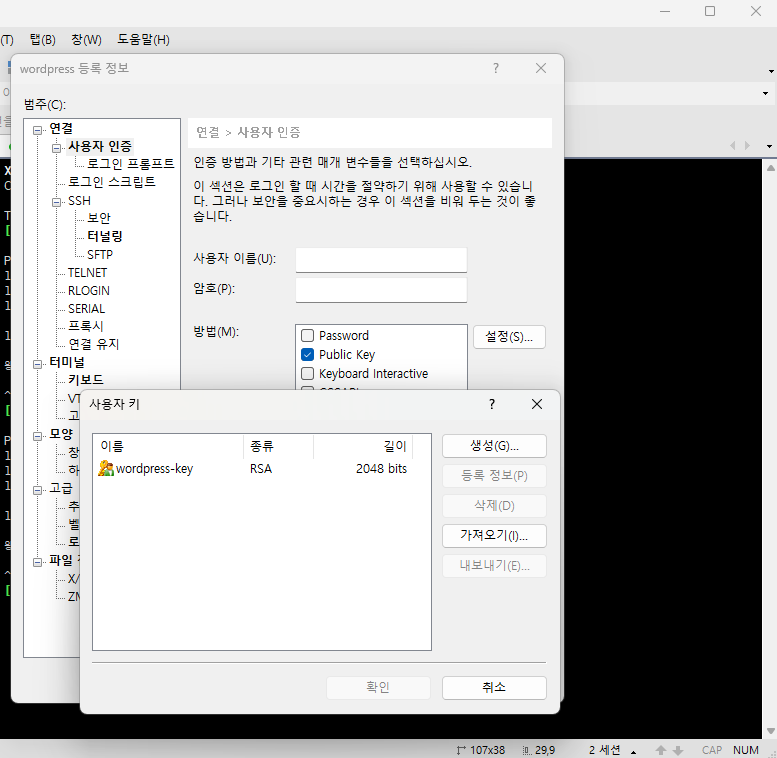 (T) 탭(B) 창(W) 도움말(H)
wordpress 등록 정보
범주(C):
연결
사용자 인증
로그인 프롬프트
로그인 스크립트
SSH
보안
터널링
SFTP
TELNET
RLOGIN
SERIAL
프록시
연결 유지
터미널
키보드
VT
고
모양
창
하
고급
추
벨
로
파일
X/
ZM
연결 > 사용자 인증
인증 방법과 기타 관련 매개 변수들을 선택하십시오.
이 섹션은 로그인 할 때 시간을 절약하기 위해 사용할 수 있습니
다. 그러나 보안을 중요시하는 경우 이 섹션을 비워 두는 것이 좋
습니다.
사용자 이름(U):
암호(P):
방법(M):
Password
Public Key
Keyboard Interactive
설정(S)...
사용자 키
이름 종류 길이
wordpress-key RSA 2048 bits
생성(G)...
등록 정보(P)
삭제(D)
가져오기(I)...
내보내기(E)...
확인 취소
107x38 29,9 2 세션 CAP NUM